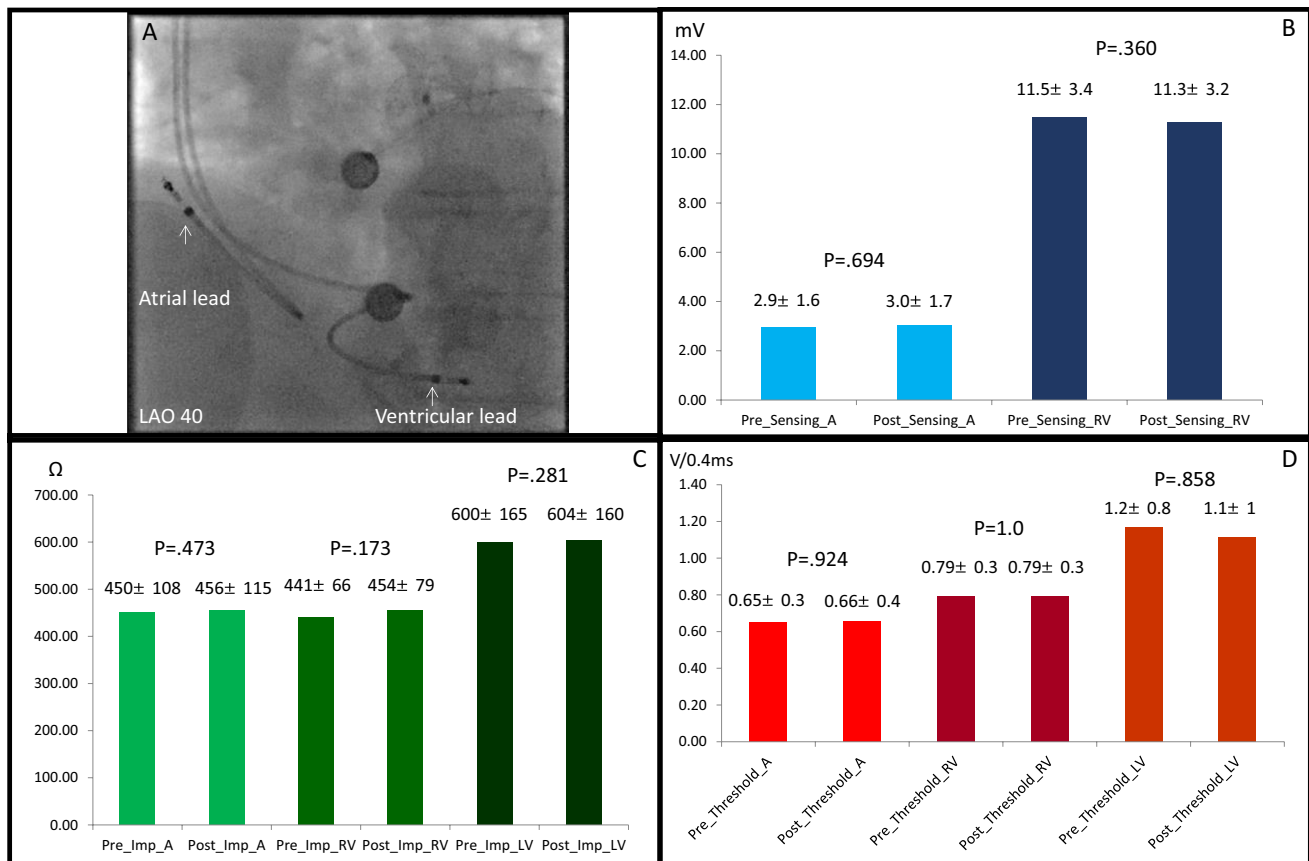 A
Atrial lead
LAO 40
Ventricular lead
B
mV
P=.360
14.00
11.5± 3.4
11.3± 3.2
12.00
10.00
8.00
P=.694
6.00
2.9± 1.6
3.0± 1.7
4.00
2.00
0.00
Pre_Sensing_A
Post_Sensing_A
Pre_Sensing_RV
Post_Sensing_RV
C
Ω
P=.281
700.00
600± 165
604± 160
600.00
P=.473
P=.173
500.00
450± 108
456± 115
441± 66
454± 79
400.00
300.00
200.00
100.00
0.00
Pre_Imp_A
Post_Imp_A
Pre_Imp_RV
Post_Imp_RV
Pre_Imp_LV
Post_Imp_LV
V/0.4ms
D
1.40
P=.858
1.2± 0.8
1.1± 1
1.20
P=1.0
1.00
P=.924
0.79± 0.3
0.79± 0.3
0.80
0.65± 0.3
0.66± 0.4
0.60
0.40
0.20
0.00
Pre_Threshold_A
Post_Threshold_A
Pre_Threshold_RV
Post_Threshold_RV
Pre_Threshold_LV
Post_Threshold_LV